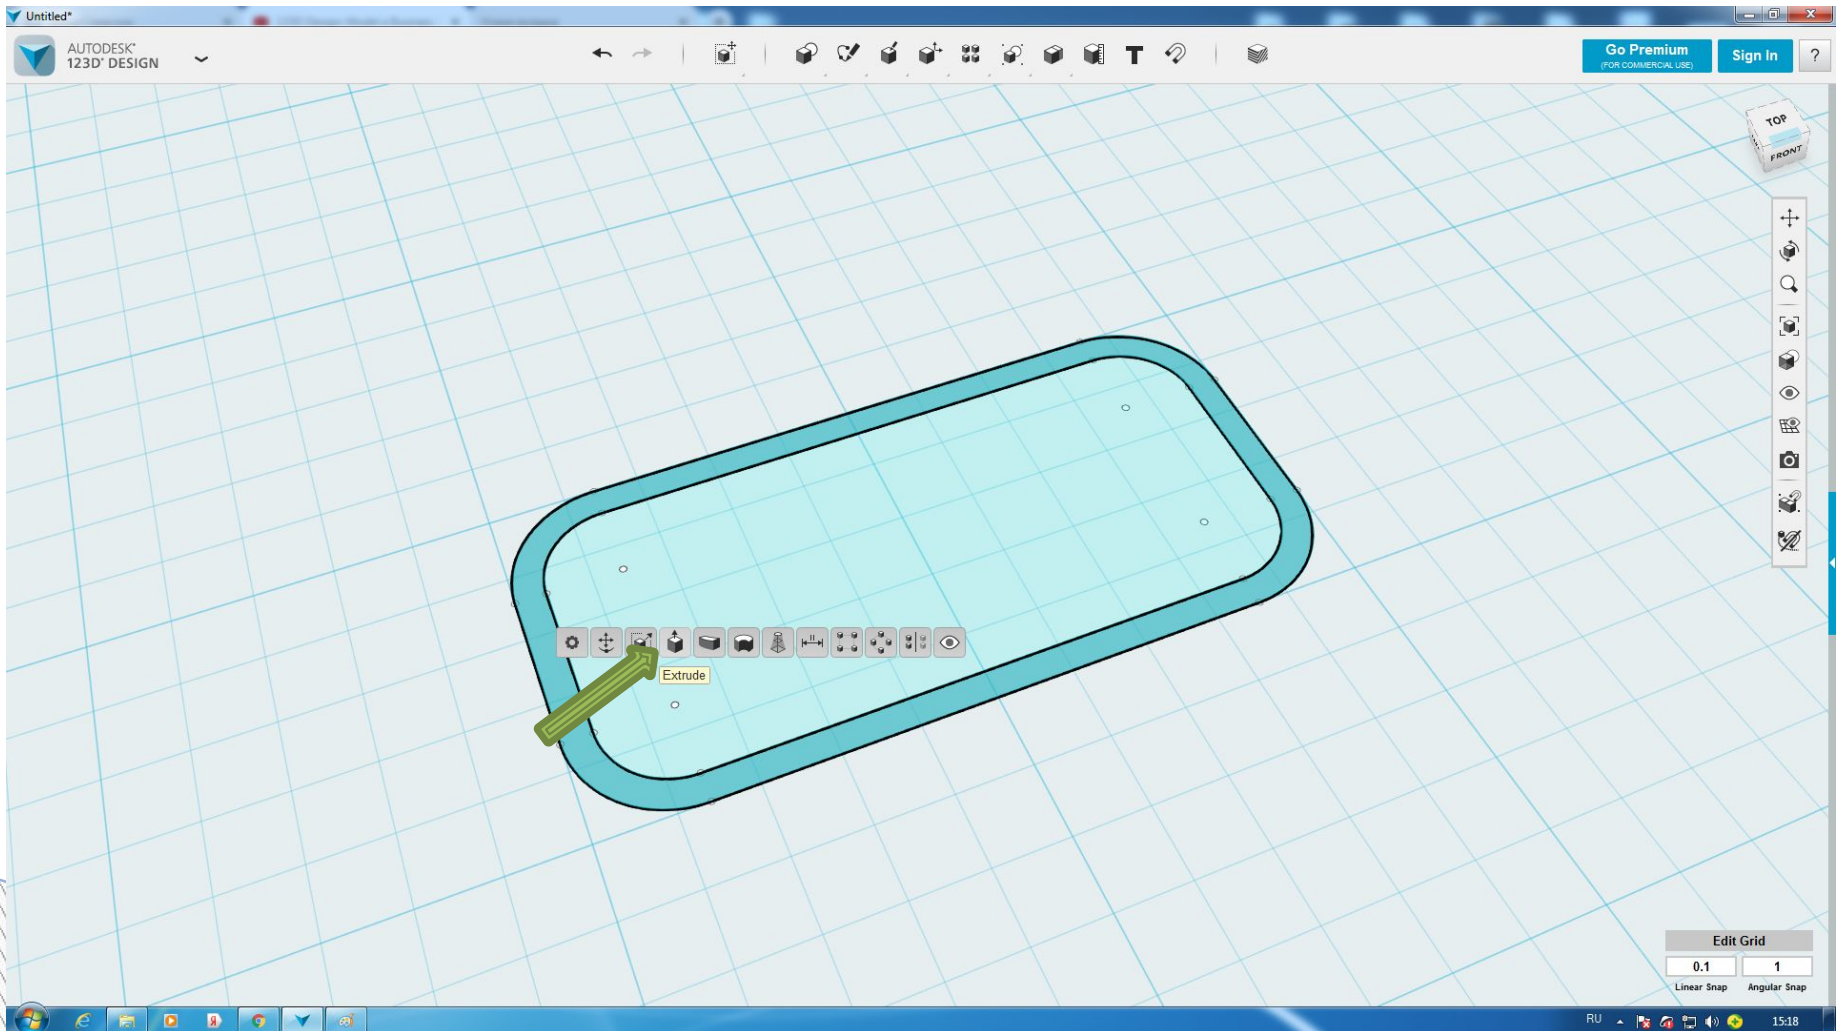 Untitled*
AUTODESK®
123D® DESIGN
Go Premium
(FOR COMMERCIAL USE)
Sign In
?
TOP
FRONT
Extrude
Edit Grid
0.1
1
Linear Snap
Angular Snap
RU
15:18